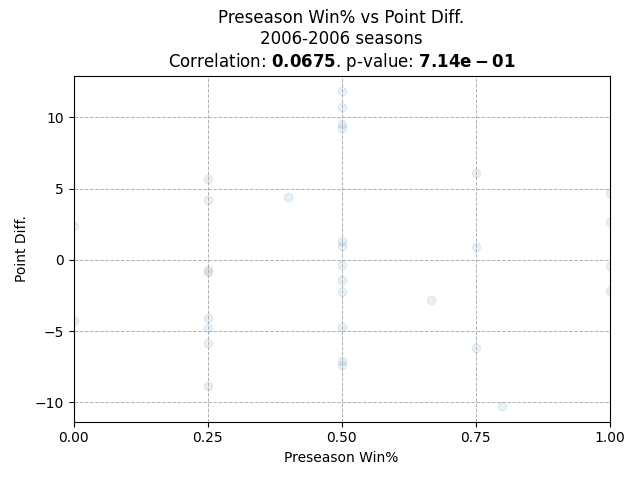 Preseason Win% vs Point Diff.
2006-2006 seasons
Correlation: 0.0675. p-value: 7.14e − 01
10
5
0
−5
−10
Point Diff.
0.00 0.25 0.50 0.75 1.00
Preseason Win%